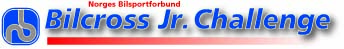 Norges Bilsportforbund
Bilcross Jr. Challenge